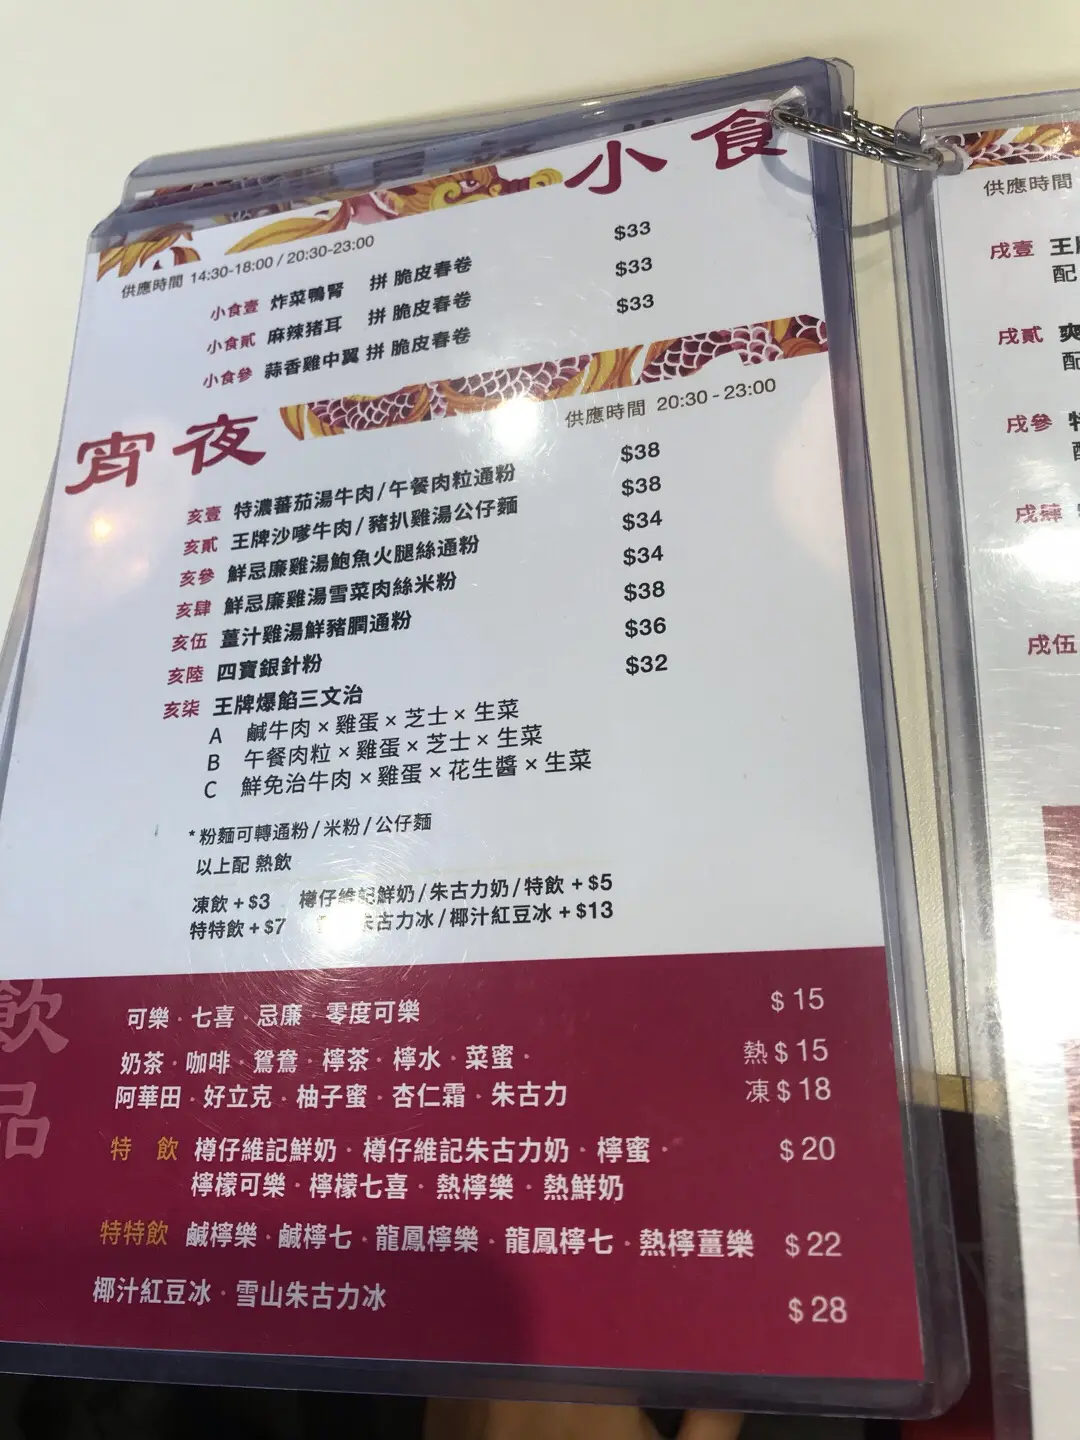 小食
供應時間 14:30-18:00 / 20:30-23:00
小食壹 炸菜鴨腎 拼 脆皮春卷 $33
小食貳 麻辣猪耳 拼 脆皮春卷 $33
小食參 蒜香雞中翼 拼 脆皮春卷 $33
宵夜
供應時間 20:30 - 23:00
亥壹 特濃蕃茄湯牛肉/午餐肉粒通粉 $38
亥貳 王牌沙嗲牛肉/豬扒雞湯公仔麵 $38
亥參 鮮忌廉雞湯鮑魚火腿絲通粉 $34
亥肆 鮮忌廉雞湯雪菜肉絲米粉 $34
亥伍 薑汁雞湯鮮豬膶通粉 $38
亥陸 四寶銀針粉 $36
亥柒 王牌爆餡三文治 $32
A 鹹牛肉 × 雞蛋 × 芝士 × 生菜
B 午餐肉粒 × 雞蛋 × 芝士 × 生菜
C 鮮免治牛肉 × 雞蛋 × 花生醬 × 生菜
* 粉麵可轉通粉/米粉/公仔麵
以上配 熱飲
凍飲 + $3 樽仔維記鮮奶/朱古力奶/特飲 + $5
特特飲 + $7 朱古力冰/椰汁紅豆冰 + $13
飲品
可樂 · 七喜 · 忌廉 · 零度可樂 $ 15
奶茶 · 咖啡 · 鴛鴦 · 檸茶 · 檸水 · 菜蜜 · 熱 $ 15
阿華田 · 好立克 · 柚子蜜 · 杏仁霜 · 朱古力 凍 $ 18
特飲 樽仔維記鮮奶 · 樽仔維記朱古力奶 · 檸蜜 · $ 20
檸檬可樂 · 檸檬七喜 · 熱檸樂 · 熱鮮奶
特特飲 鹹檸樂 · 鹹檸七 · 龍鳳檸樂 · 龍鳳檸七 · 熱檸薑樂 $ 22
椰汁紅豆冰 · 雪山朱古力冰 $ 28
供應時間
戌壹 王
配
戌貳 爽
配
戌參 特
戌肆
戌伍